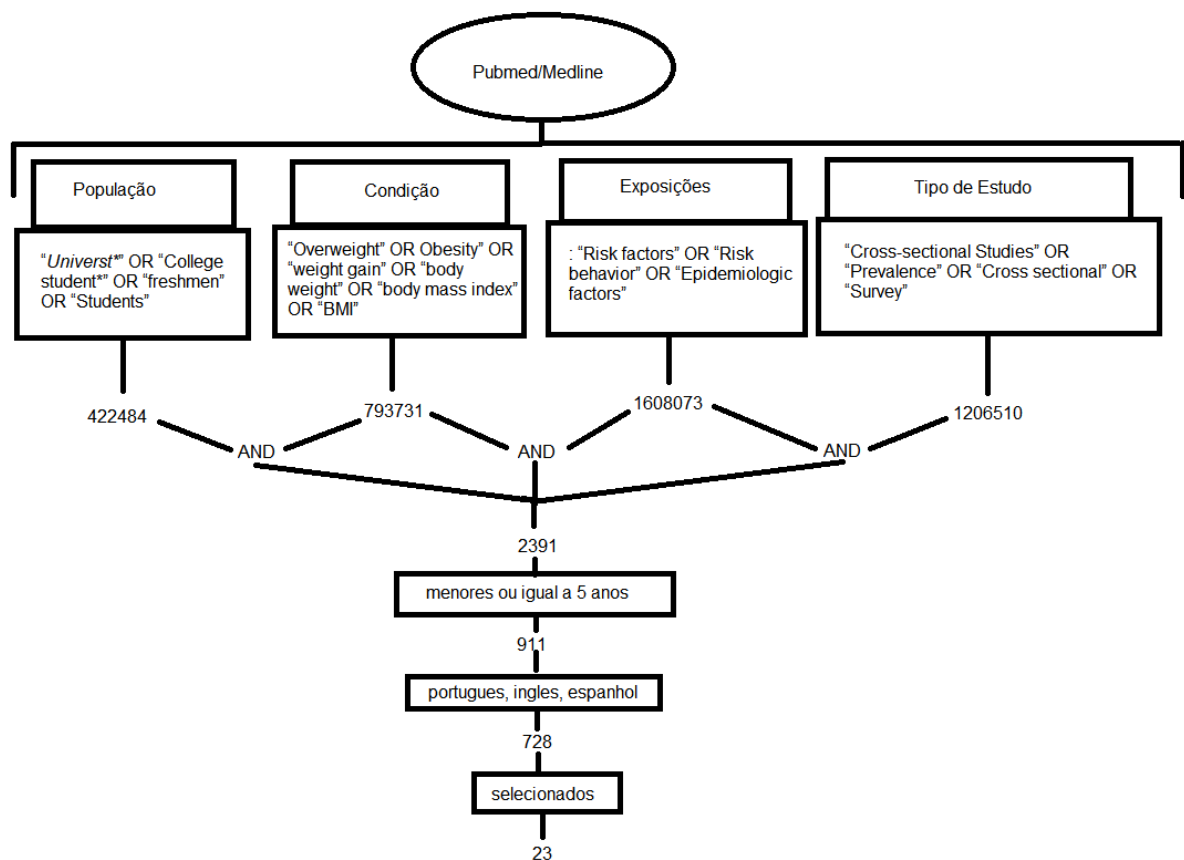 Pubmed/Medline
População
Condição
Exposições
Tipo de Estudo
“Universt*” OR “College
student*” OR “freshmen”
OR “Students”
“Overweight” OR Obesity” OR
“weight gain” OR “body
weight” OR “body mass index”
OR “BMI”
: “Risk factors” OR “Risk
behavior” OR “Epidemiologic
factors”
“Cross-sectional Studies” OR
“Prevalence” OR “Cross sectional” OR
“Survey”
422484
793731
1608073
1206510
AND
AND
AND
2391
menores ou igual a 5 anos
911
portugues, ingles, espanhol
728
selecionados
23